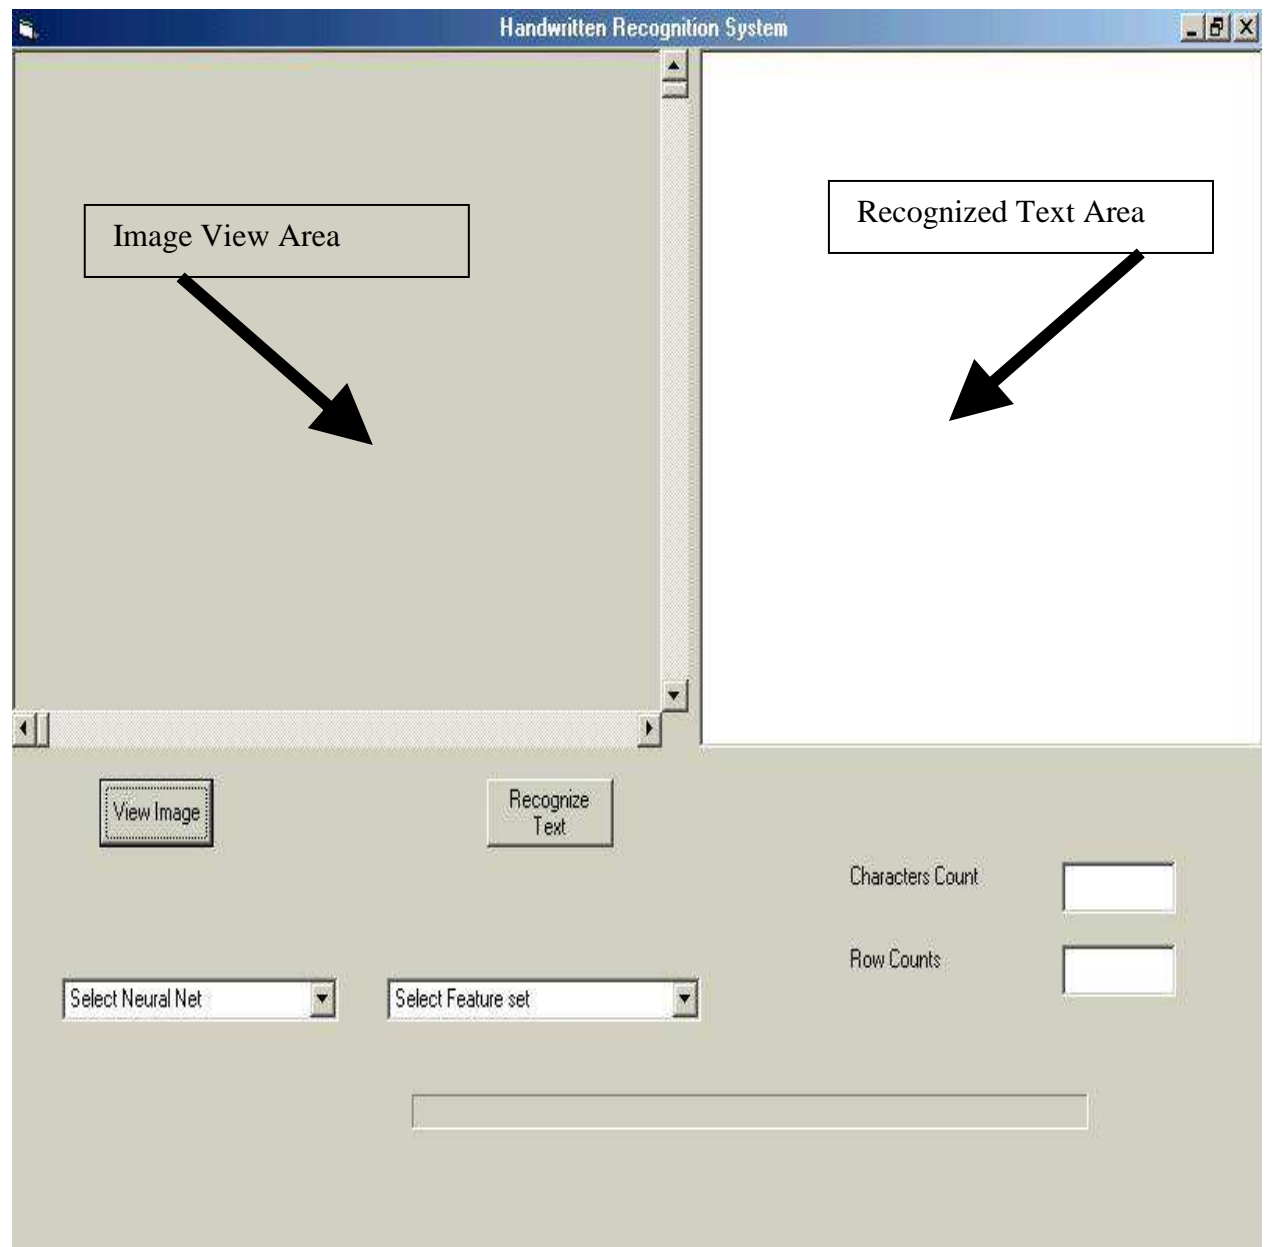 Handwritten Recognition System
Image View Area
Recognized Text Area
View Image
Recognize
Text
Characters Count
Row Counts
Select Neural Net
Select Feature set